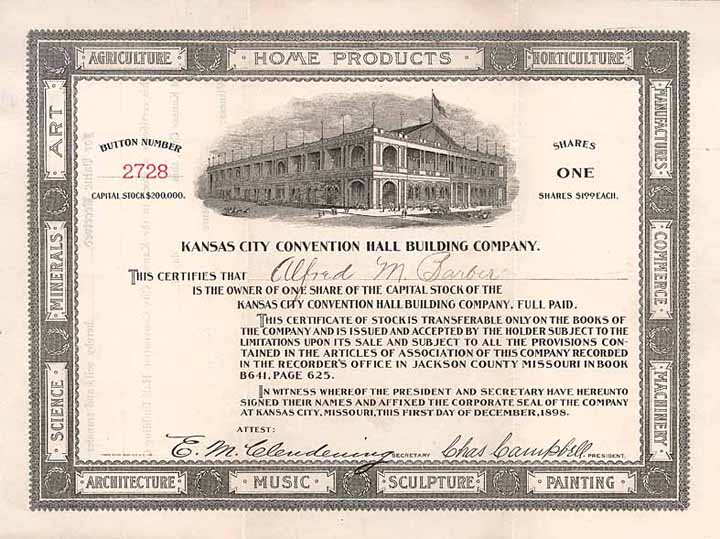 AGRICULTURE
HOME PRODUCTS
HORTICULTURE
ART
MINERALS
SCIENCE
MANUFACTURES
COMMERCE
MACHINERY
BUTTON NUMBER
2728
CAPITAL STOCK $200,000.
SHARES
ONE
SHARES $1.99 EACH.
KANSAS CITY CONVENTION HALL BUILDING COMPANY.
THIS CERTIFIES THAT Alfred M Barber
IS THE OWNER OF ONE SHARE OF THE CAPITAL STOCK OF THE
KANSAS CITY CONVENTION HALL BUILDING COMPANY. FULL PAID.
THIS CERTIFICATE OF STOCK IS TRANSFERABLE ONLY ON THE BOOKS OF
THE COMPANY AND IS ISSUED AND ACCEPTED BY THE HOLDER SUBJECT TO THE
LIMITATIONS UPON ITS SALE AND SUBJECT TO ALL THE PROVISIONS CON-
TAINED IN THE ARTICLES OF ASSOCIATION OF THIS COMPANY RECORDED
IN THE RECORDER'S OFFICE IN JACKSON COUNTY MISSOURI IN BOOK
B641, PAGE 625.
IN WITNESS WHEREOF THE PRESIDENT AND SECRETARY HAVE HEREUNTO
SIGNED THEIR NAMES AND AFFIXED THE CORPORATE SEAL OF THE COMPANY
AT KANSAS CITY, MISSOURI, THIS FIRST DAY OF DECEMBER, 1898.
ATTEST:
E. M. Clendening SECRETARY Chas Campbell PRESIDENT.
ARCHITECTURE
MUSIC
SCULPTURE
PAINTING